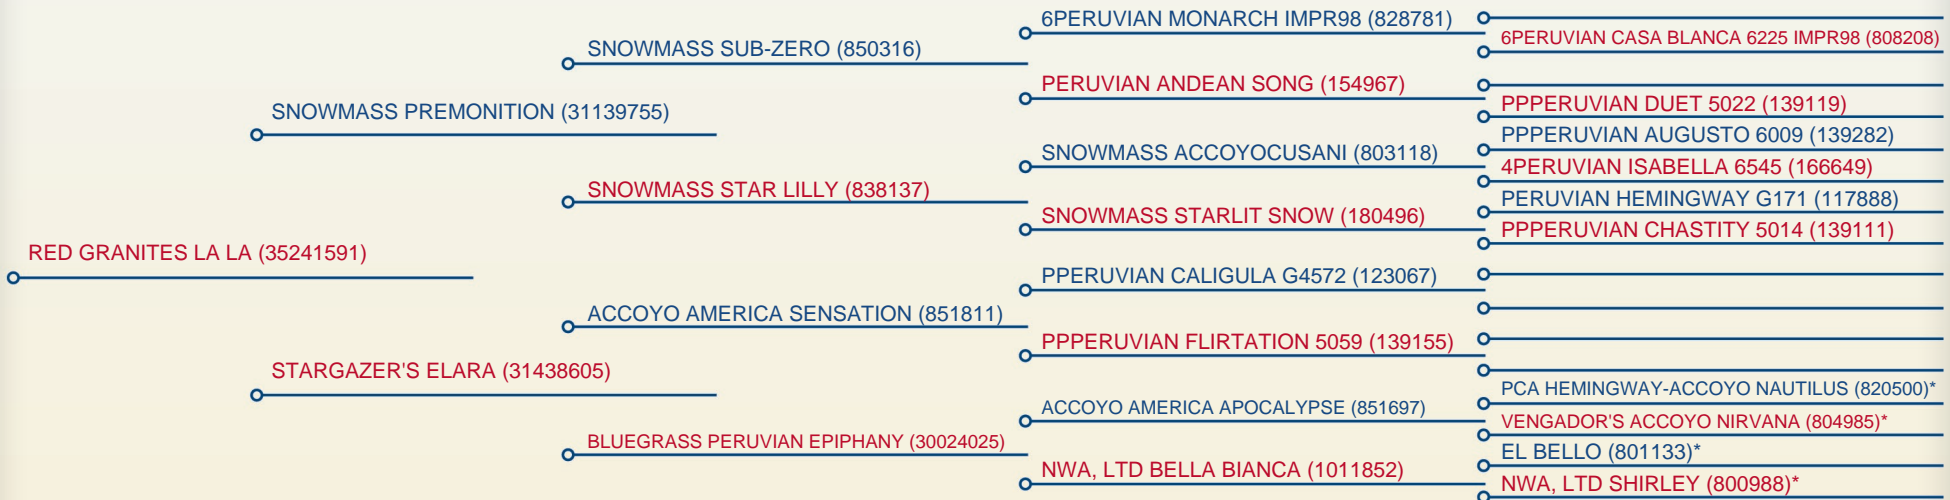 6PERUVIAN MONARCH IMPR98 (828781)
6PERUVIAN CASA BLANCA 6225 IMPR98 (808208)
SNOWMASS SUB-ZERO (850316)
PERUVIAN ANDEAN SONG (154967)
PPPERUVIAN DUET 5022 (139119)
SNOWMASS PREMONITION (31139755)
PPPERUVIAN AUGUSTO 6009 (139282)
SNOWMASS ACCOYOCUSANI (803118)
4PERUVIAN ISABELLA 6545 (166649)
SNOWMASS STAR LILLY (838137)
PERUVIAN HEMINGWAY G171 (117888)
SNOWMASS STARLIT SNOW (180496)
PPPERUVIAN CHASTITY 5014 (139111)
RED GRANITES LA LA (35241591)
PPERUVIAN CALIGULA G4572 (123067)
ACCOYO AMERICA SENSATION (851811)
PPPERUVIAN FLIRTATION 5059 (139155)
STARGAZER'S ELARA (31438605)
PCA HEMINGWAY-ACCOYO NAUTILUS (820500)*
ACCOYO AMERICA APOCALYPSE (851697)
VENGADOR'S ACCOYO NIRVANA (804985)*
BLUEGRASS PERUVIAN EPIPHANY (30024025)
EL BELLO (801133)*
NWA, LTD BELLA BIANCA (1011852)
NWA, LTD SHIRLEY (800988)*